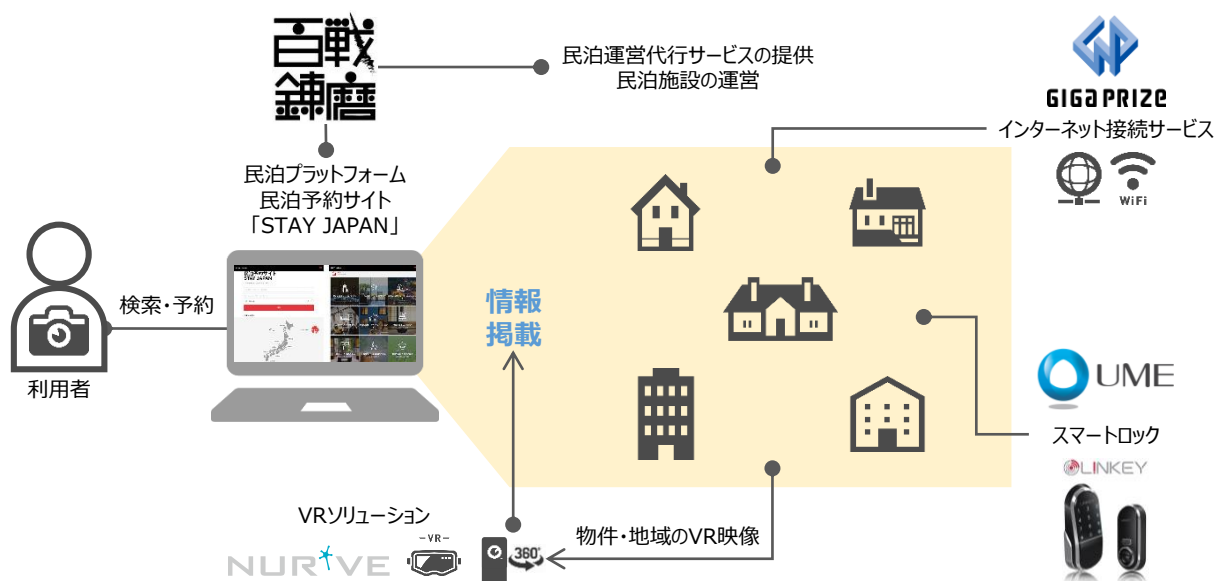 百戦
錬磨
民泊運営代行サービスの提供
民泊施設の運営
GIGA PRIZE
インターネット接続サービス
WiFi
民泊プラットフォーム
民泊予約サイト
「STAY JAPAN」
STAY JAPAN
検索・予約
利用者
情報
掲載
UME
スマートロック
LINKEY
VRソリューション
NURVE
-VR-
360°
物件・地域のVR映像